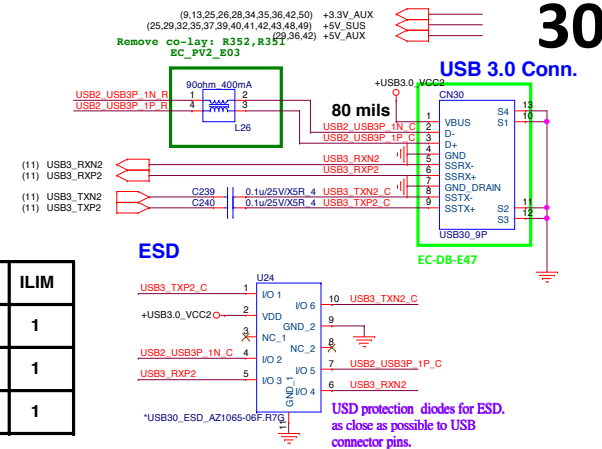 (9,13,25,26,28,34,35,36,42,50) +3.3V_AUX
(25,29,32,35,37,39,40,41,42,43,48,49) +5V_SUS
(29,36,42) +5V_AUX
30
Remove co-lay: R352,R351
EC_PV2_E03
USB 3.0 Conn.
+USB3.0_VCC2
CN30
90ohm_400mA
USB2_USB3P_1N_R 1 2
USB2_USB3P_1P_R 4 3
L26
80 mils
USB2_USB3P_1N_C
USB2_USB3P_1P_C
1 VBUS
2 D-
3 D+
4 GND
5 SSRX-
6 SSRX+
7 GND_DRAIN
8 SSTX-
9 SSTX+
S4 13
S1 10
S2 11
S3 12
USB30_9P
(11) USB3_RXN2
(11) USB3_RXP2
USB3_RXN2
USB3_RXP2
(11) USB3_TXN2
(11) USB3_TXP2
C239 0.1u/25V/X5R_4 USB3_TXN2_C
C240 0.1u/25V/X5R_4 USB3_TXP2_C
EC-DB-E47
ESD
U24
USB3_TXP2_C 1 I/O 1
+USB3.0_VCC2 2 VDD
3 NC_1
USB2_USB3P_1N_C 4 I/O 2
USB3_RXP2 5 I/O 3
I/O 6 10 USB3_TXN2_C
GND_2 9
NC_2 8
I/O 5 7 USB2_USB3P_1P_C
I/O 4 6 USB3_RXN2
GND_1
11
*USB30_ESD_AZ1065-06F.R7G
USD protection diodes for ESD.
as close as possible to USB
connector pins.
ILIM
1
1
1